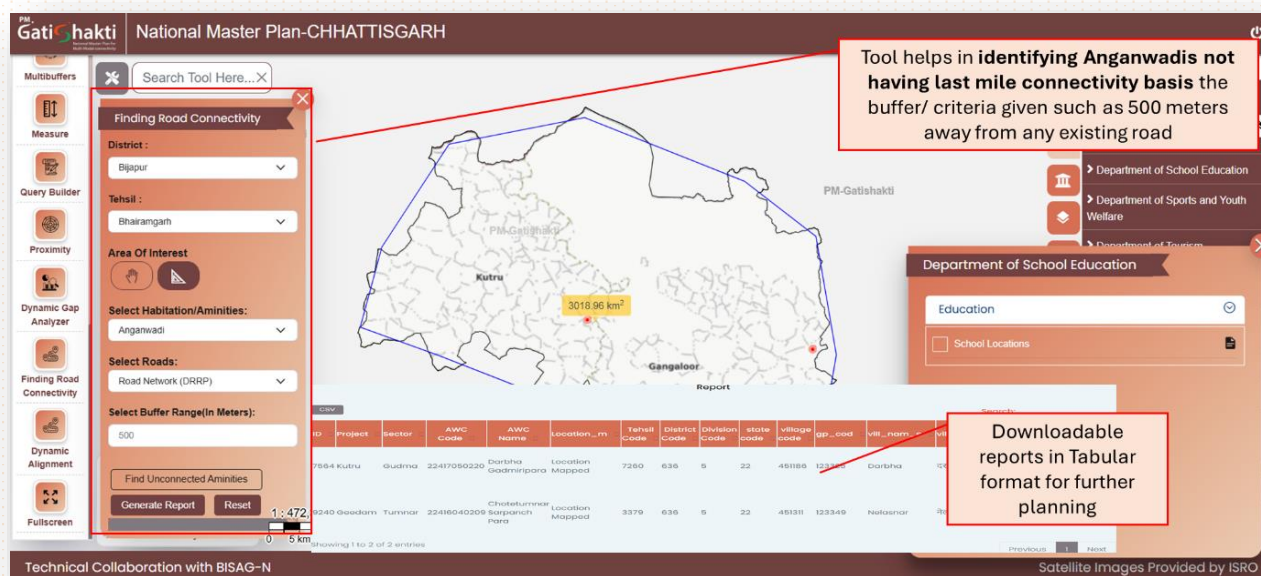 PM
GatiShakti
National Master Plan-CHHATTISGARH
Multibuffers
Measure
Query Builder
Proximity
Dynamic Gap
Analyzer
Finding Road
Connectivity
Dynamic
Alignment
Fullscreen
Search Tool Here...
Finding Road Connectivity
District :
Bijapur
Tehsil :
Bhairamgarh
Area Of Interest
Select Habitation/Aminities:
Anganwadi
Select Roads:
Road Network (DRRP)
Select Buffer Range(In Meters):
500
Find Unconnected Aminities
Generate Report Reset
PM-Gatishakti
PM-Gatishakti
Kutru
3018.96 km²
Gangaloor
1 : 472,
0 5 km
Tool helps in identifying Anganwadis not
having last mile connectivity basis the
buffer/ criteria given such as 500 meters
away from any existing road
Department of School Education
Department of Sports and Youth
Welfare
Department of Tourism
Department of School Education
Education
School Locations
Report
CSV
Search:
ID Project Sector AWC Code AWC Name Location_m Tehsil Code District Code Division Code state code village code gp_cod vill_nam_
7564 Kutru Gudma 22417050220 Darbha Gadmiripara Location Mapped 7260 636 5 22 451186 Darbha
9240 Geedam Tumnar 22416040209 Chotetumnar Sarpanch Para Location Mapped 3379 636 5 22 451311 123349 Nelasnar
Showing 1 to 2 of 2 entries
Previous 1 Next
Downloadable
reports in Tabular
format for further
planning
Technical Collaboration with BISAG-N
Satellite Images Provided by ISRO